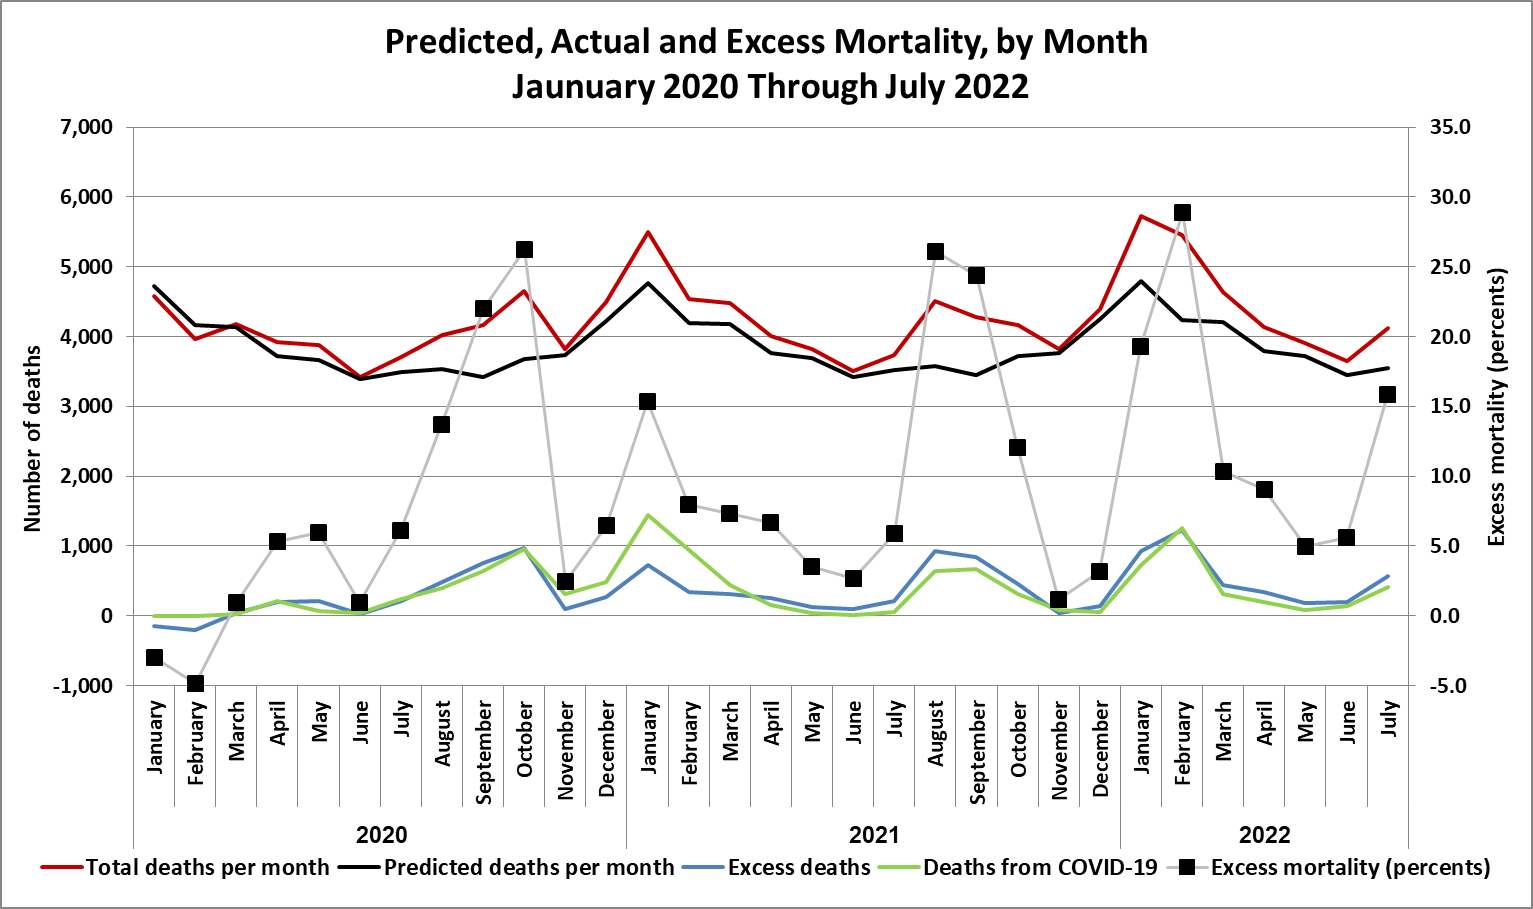 Predicted, Actual and Excess Mortality, by Month
Jaunuary 2020 Through July 2022
7,000
6,000
5,000
4,000
3,000
2,000
1,000
0
-1,000
Number of deaths
35.0
30.0
25.0
20.0
15.0
10.0
5.0
0.0
-5.0
Excess mortality (percents)
January
February
March
April
May
June
July
August
September
October
November
December
January
February
March
April
May
June
July
August
September
October
November
December
January
February
March
April
May
June
July
2020
2021
2022
Total deaths per month
Predicted deaths per month
Excess deaths
Deaths from COVID-19
Excess mortality (percents)